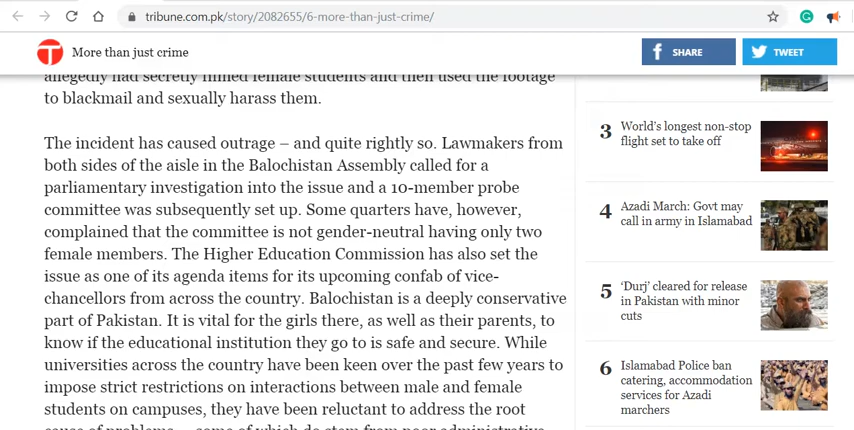 tribune.com.pk/story/2082655/6-more-than-just-crime/
More than just crime
SHARE
TWEET
allegedly had secretly filmed female students and then used the footage
to blackmail and sexually harass them.
The incident has caused outrage – and quite rightly so. Lawmakers from
both sides of the aisle in the Balochistan Assembly called for a
parliamentary investigation into the issue and a 10-member probe
committee was subsequently set up. Some quarters have, however,
complained that the committee is not gender-neutral having only two
female members. The Higher Education Commission has also set the
issue as one of its agenda items for its upcoming confab of vice-
chancellors from across the country. Balochistan is a deeply conservative
part of Pakistan. It is vital for the girls there, as well as their parents, to
know if the educational institution they go to is safe and secure. While
universities across the country have been keen over the past few years to
impose strict restrictions on interactions between male and female
students on campuses, they have been reluctant to address the root
cause of problems – some of which do stem from poor administrative
3
World's longest non-stop
flight set to take off
4
Azadi March: Govt may
call in army in Islamabad
5
‘Durj’ cleared for release
in Pakistan with minor
cuts
6
Islamabad Police ban
catering, accommodation
services for Azadi
marchers